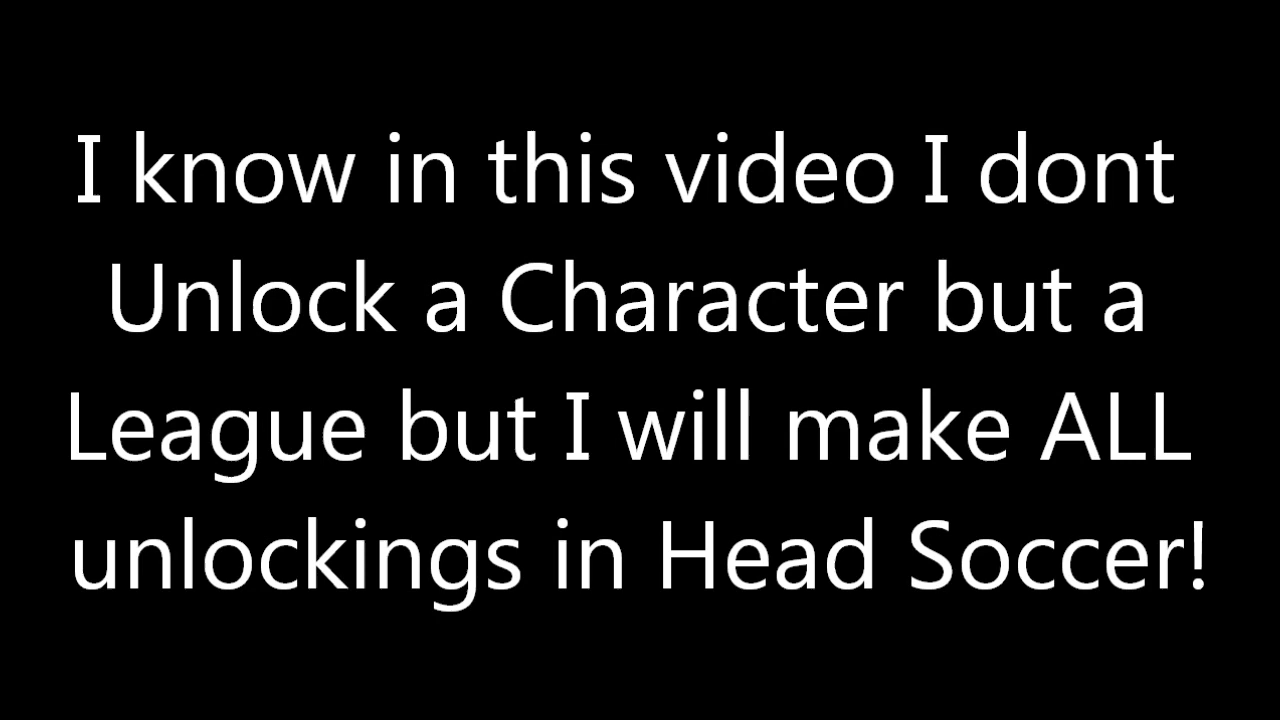 I know in this video I dont
Unlock a Character but a
League but I will make ALL
unlockings in Head Soccer!